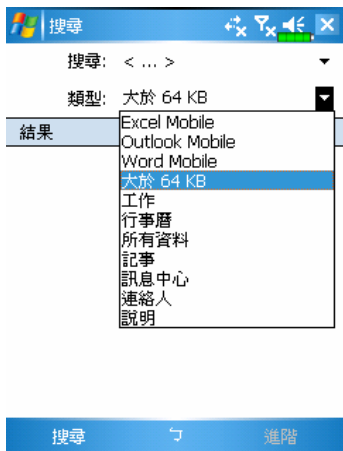 搜尋
搜尋: < ... >
類型: 大於 64 KB
結果
Excel Mobile
Outlook Mobile
Word Mobile
大於 64 KB
工作
行事曆
所有資料
記事
訊息中心
連絡人
說明
搜尋 ㄅ 進階